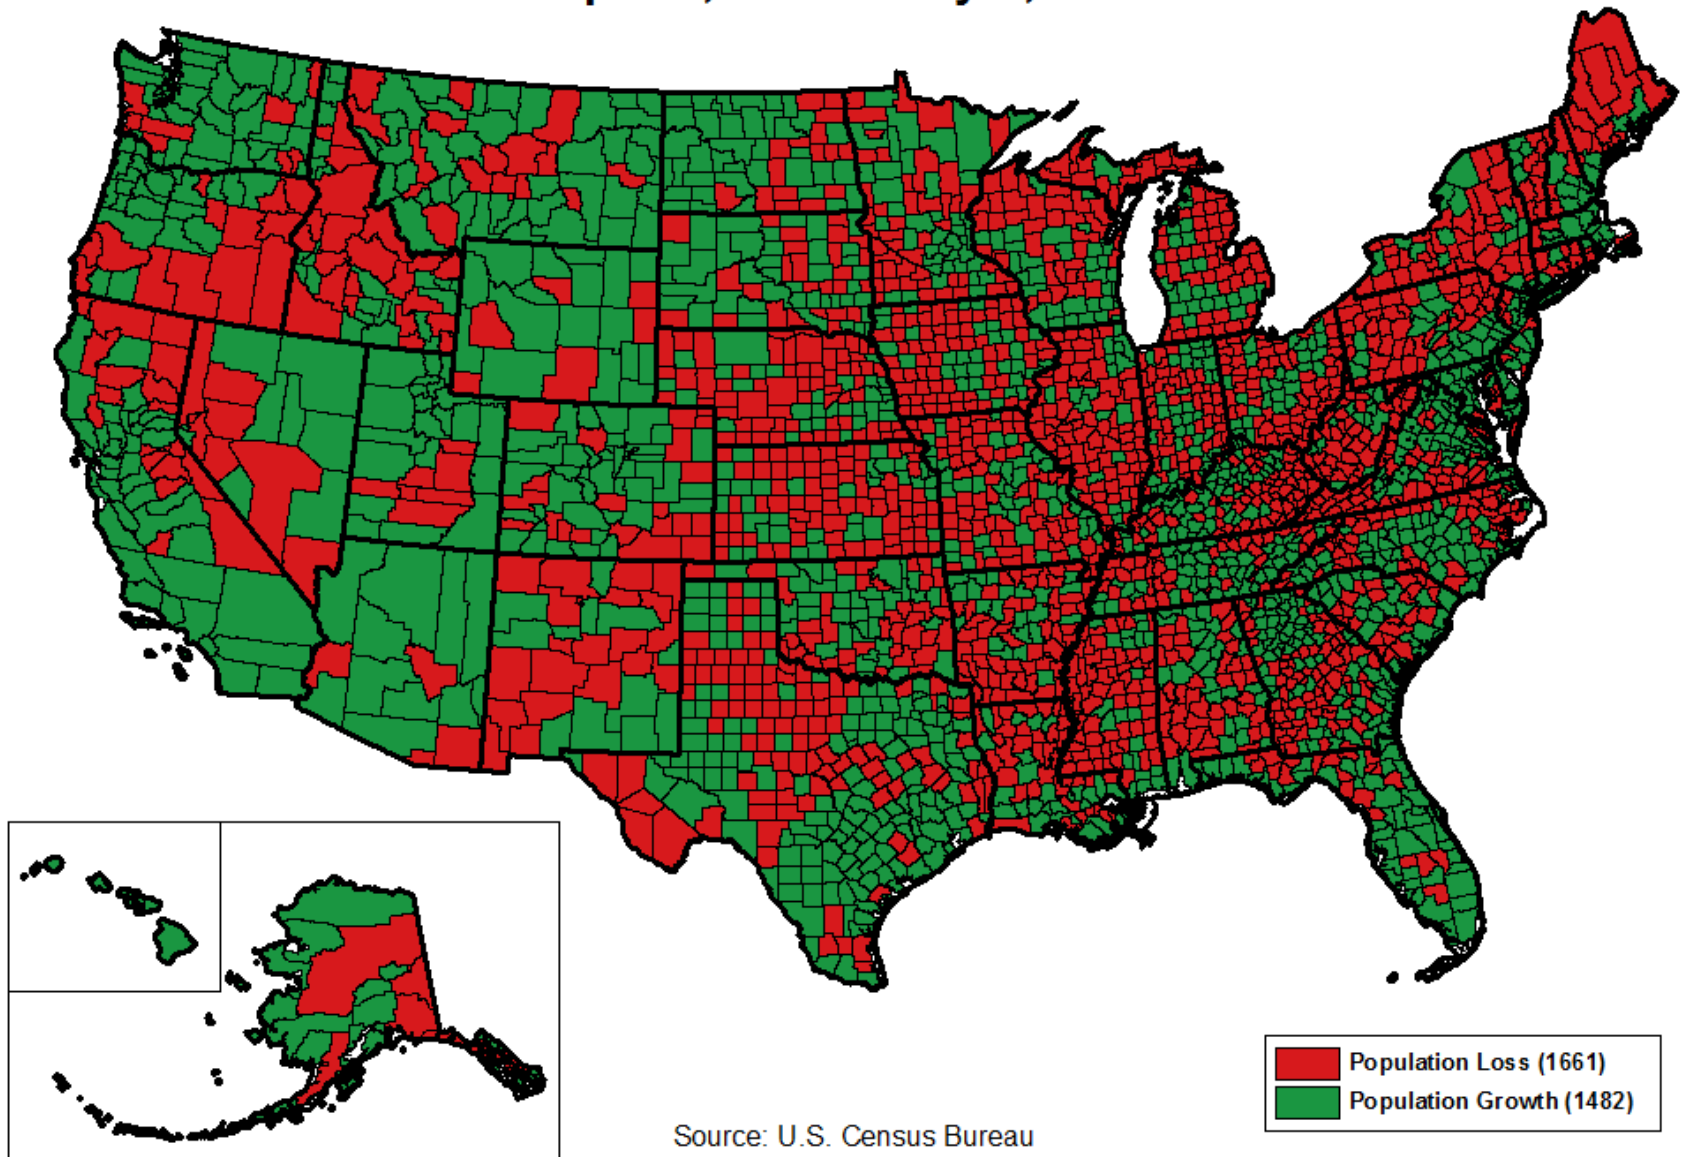 Population Loss (1661)
Population Growth (1482)
Source: U.S. Census Bureau